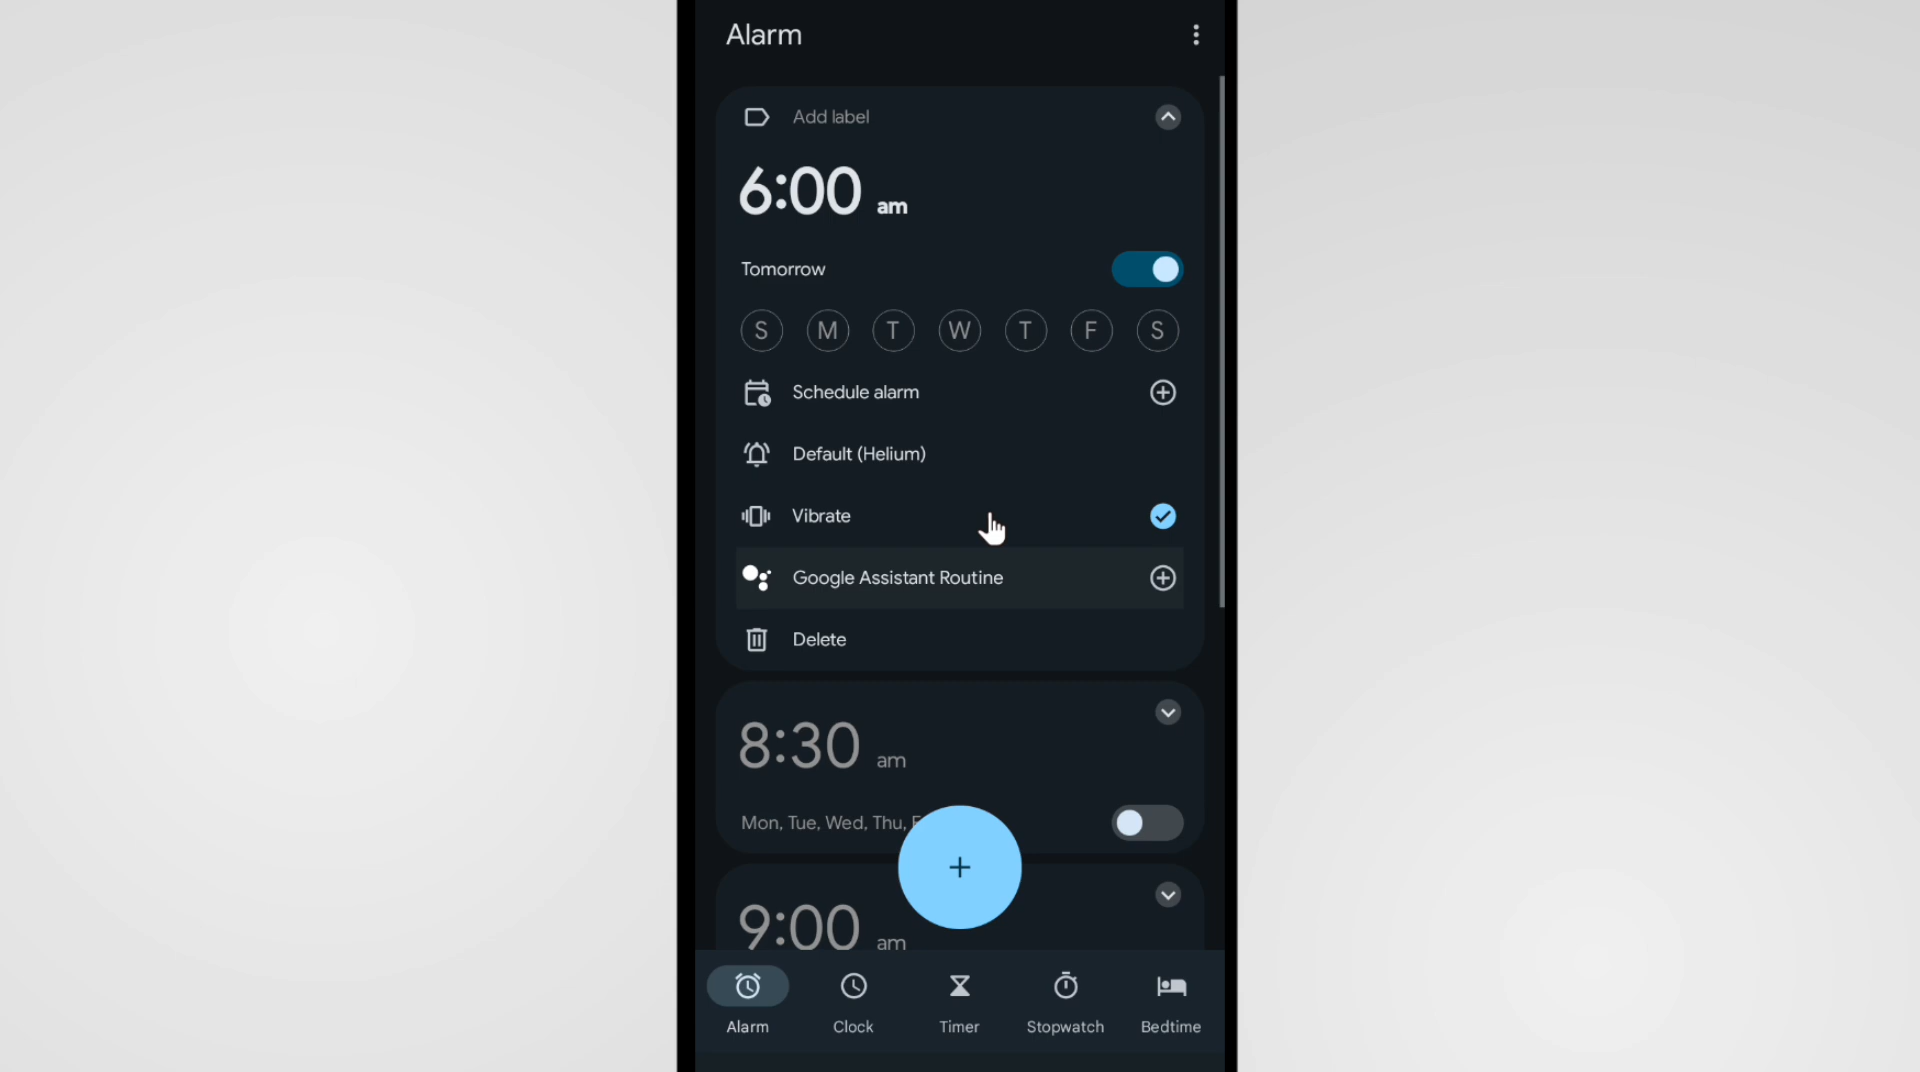 Alarm
Add label
6:00 am
Tomorrow
S M T W T F S
Schedule alarm
Default (Helium)
Vibrate
Google Assistant Routine
Delete
8:30 am
Mon, Tue, Wed, Thu,
9:00 am
Alarm Clock Timer Stopwatch Bedtime